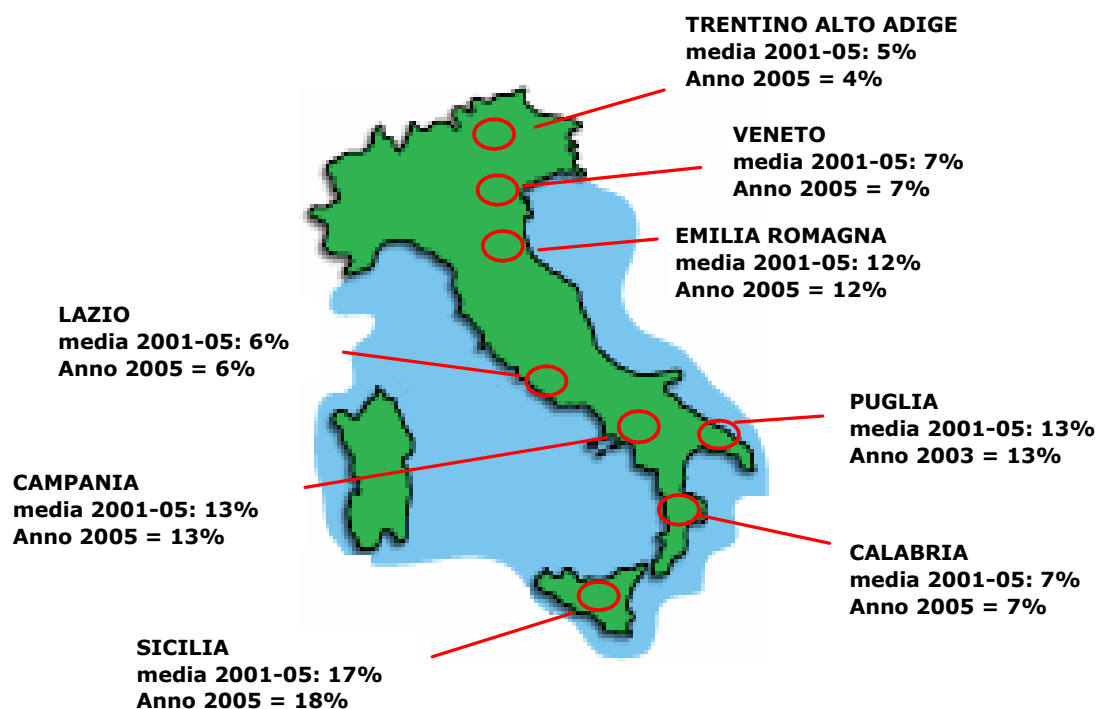 TRENTINO ALTO ADIGE
media 2001-05: 5%
Anno 2005 = 4%
VENETO
media 2001-05: 7%
Anno 2005 = 7%
EMILIA ROMAGNA
media 2001-05: 12%
Anno 2005 = 12%
LAZIO
media 2001-05: 6%
Anno 2005 = 6%
PUGLIA
media 2001-05: 13%
Anno 2003 = 13%
CAMPANIA
media 2001-05: 13%
Anno 2005 = 13%
CALABRIA
media 2001-05: 7%
Anno 2005 = 7%
SICILIA
media 2001-05: 17%
Anno 2005 = 18%